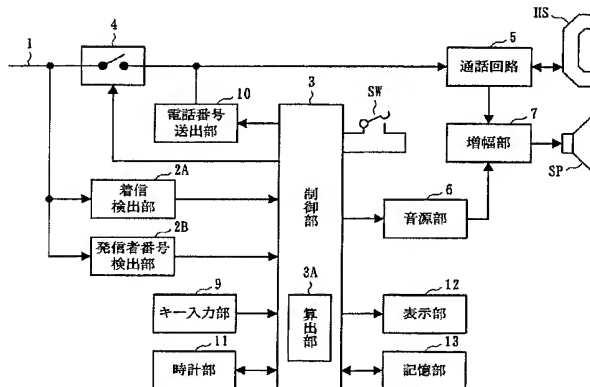 1
4
5
HS
通話回路
10
電話番号
送出部
3
SW
7
増幅部
SP
2A
着信
検出部
制御部
6
音源部
2B
発信者番号
検出部
9
キー入力部
3A
算出部
12
表示部
11
時計部
13
記憶部